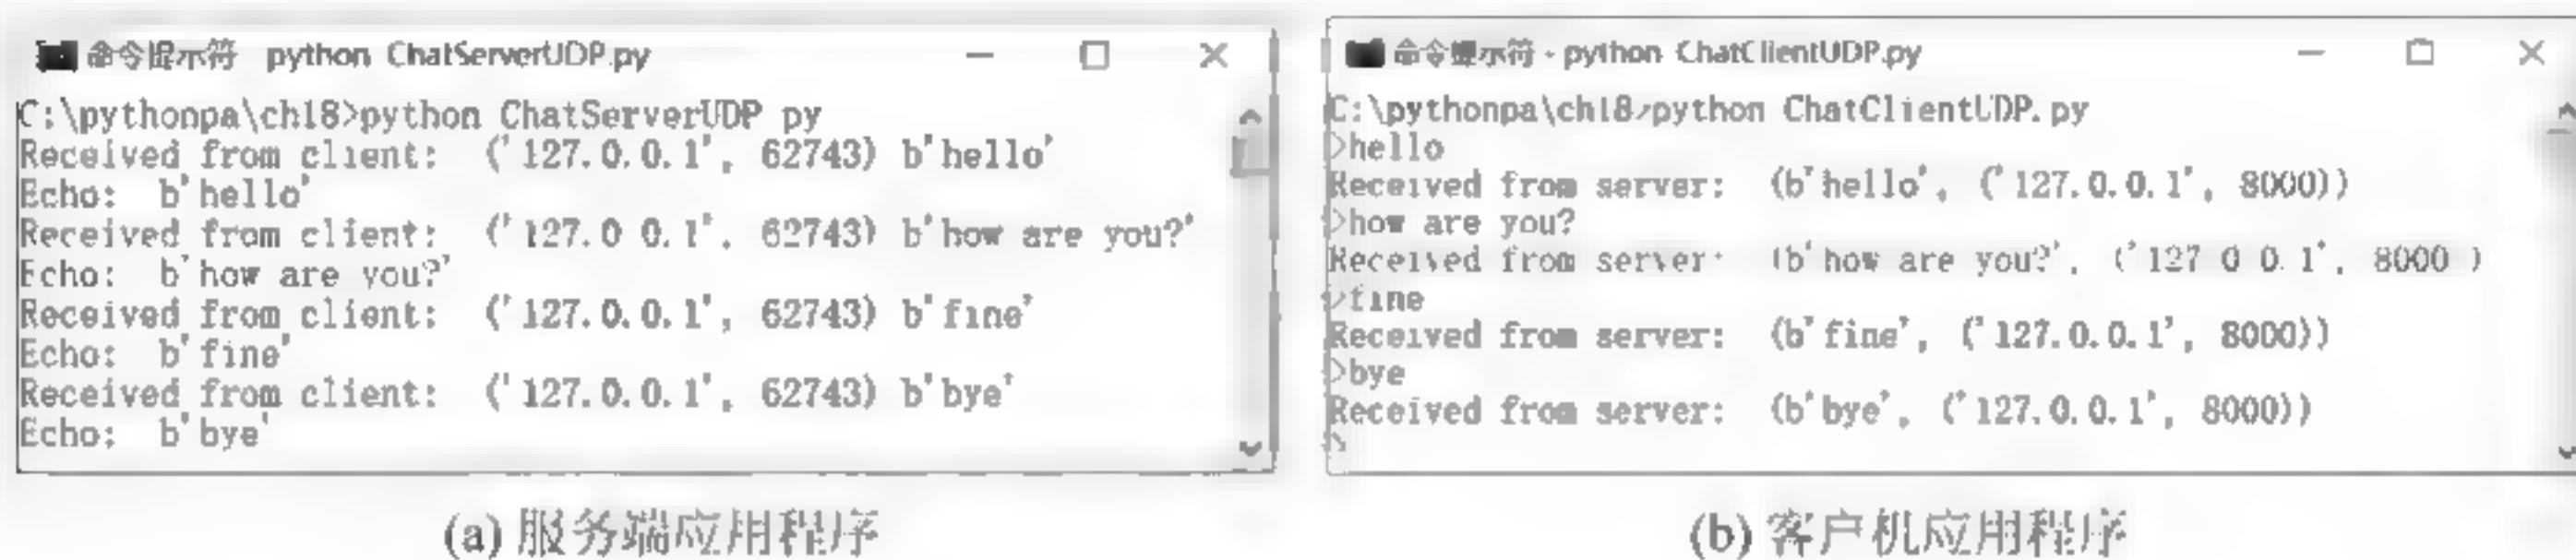 命令提示符 python ChatServerUDP.py
C:\pythonpa\ch18>python ChatServerUDP py
Received from client: ('127.0.0.1', 62743) b'hello'
Echo: b'hello'
Received from client: ('127.0 0.1', 62743) b'how are you?'
Echo: b'how are you?'
Received from client: ('127.0.0.1', 62743) b'fine'
Echo: b'fine'
Received from client: ('127.0.0.1', 62743) b'bye'
Echo: b'bye'
(a) 服务端应用程序
命令提示符 - python ChatClientUDP.py
C:\pythonpa\ch18>python ChatClientUDP.py
>hello
Received from server: (b'hello', ('127.0.0.1', 8000))
>how are you?
Received from server: (b'how are you?', ('127 0 0.1', 8000 )
>fine
Received from server: (b'fine', ('127.0.0.1', 8000))
>bye
Received from server: (b'bye', ('127.0.0.1', 8000))
>
(b) 客户机应用程序